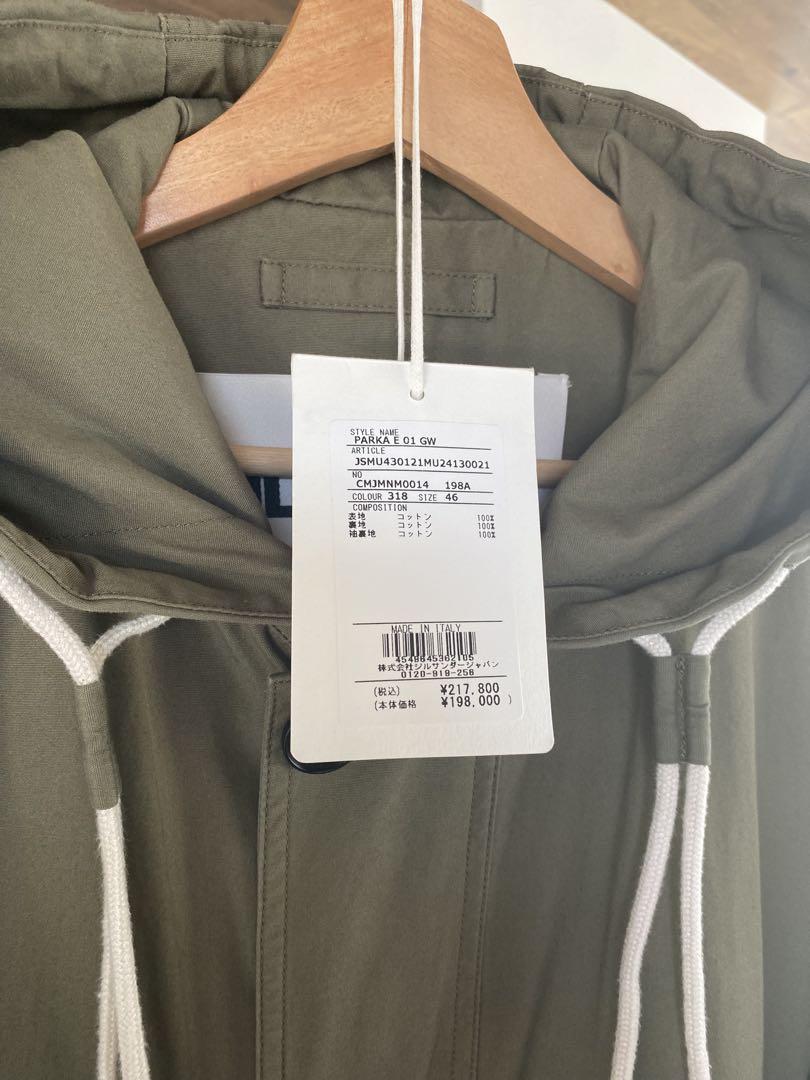 STYLE NAME
PARKA E 01 GW
ARTICLE
JSMU430121MU24130021
NO
CMJMNM0014 198A
COLOUR 318 SIZE 46
COMPOSITION
表地 コットン 100%
裏地 コットン 100%
袖裏地 コットン 100%
MADE IN ITALY
4549645362105
株式会社ジルサンダージャパン
0120-919-256
(税込) ¥217,800
(本体価格 ¥198,000 )